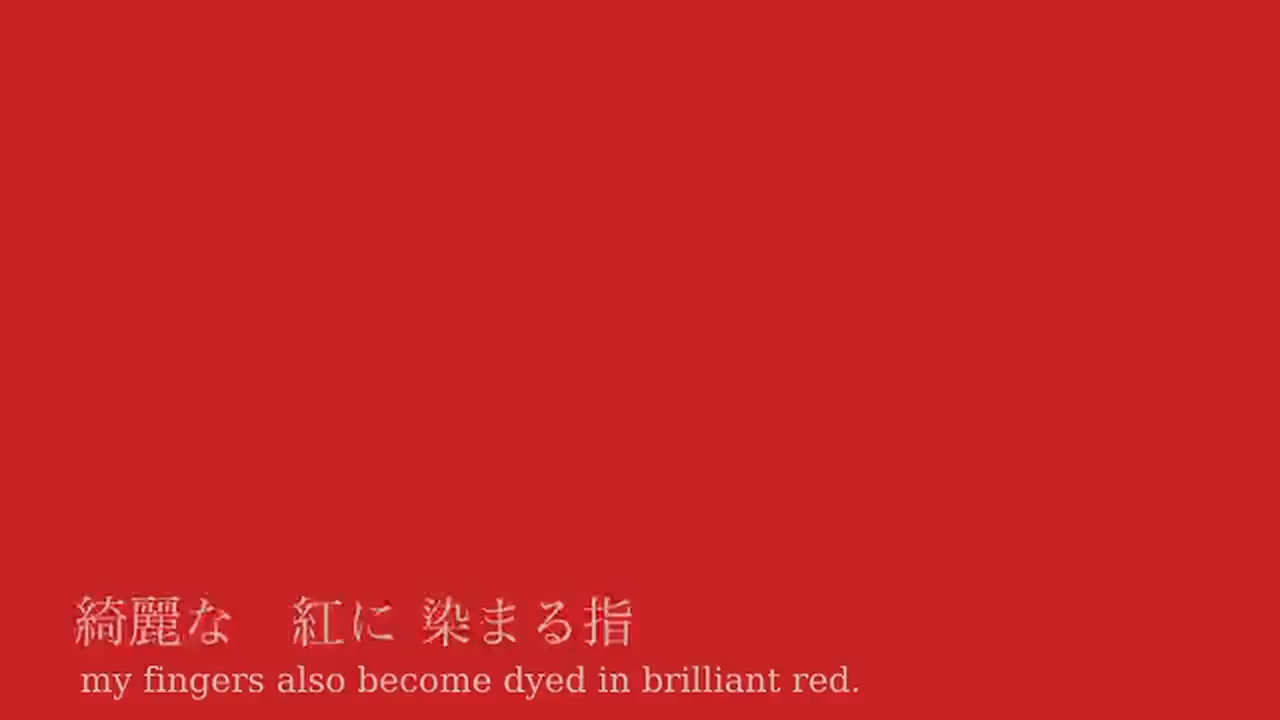 綺麗な　紅に 染まる指
my fingers also become dyed in brilliant red.